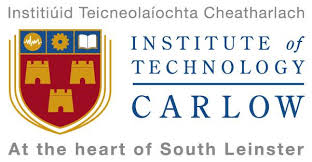 Institiúid Teicneolaíochta Cheatharlach
INSTITUTE of
TECHNOLOGY
CARLOW
At the heart of South Leinster